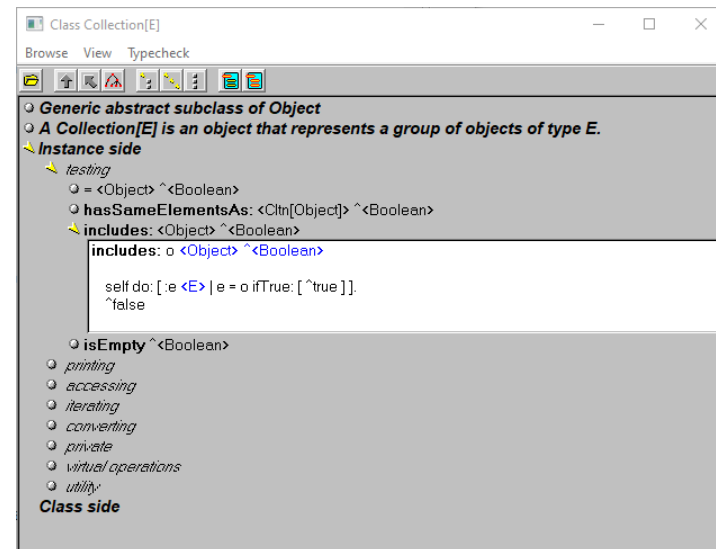 Class Collection[E]
Browse View Typecheck
Generic abstract subclass of Object
A Collection[E] is an object that represents a group of objects of type E.
Instance side
testing
= <Object> ^<Boolean>
hasSameElementsAs: <Cltn[Object]> ^<Boolean>
includes: <Object> ^<Boolean>
includes: o <Object> ^<Boolean>
self do: [ :e <E> | e = o ifTrue: [ ^true ] ].
^false
isEmpty ^<Boolean>
printing
accessing
iterating
converting
private
virtual operations
utility
Class side